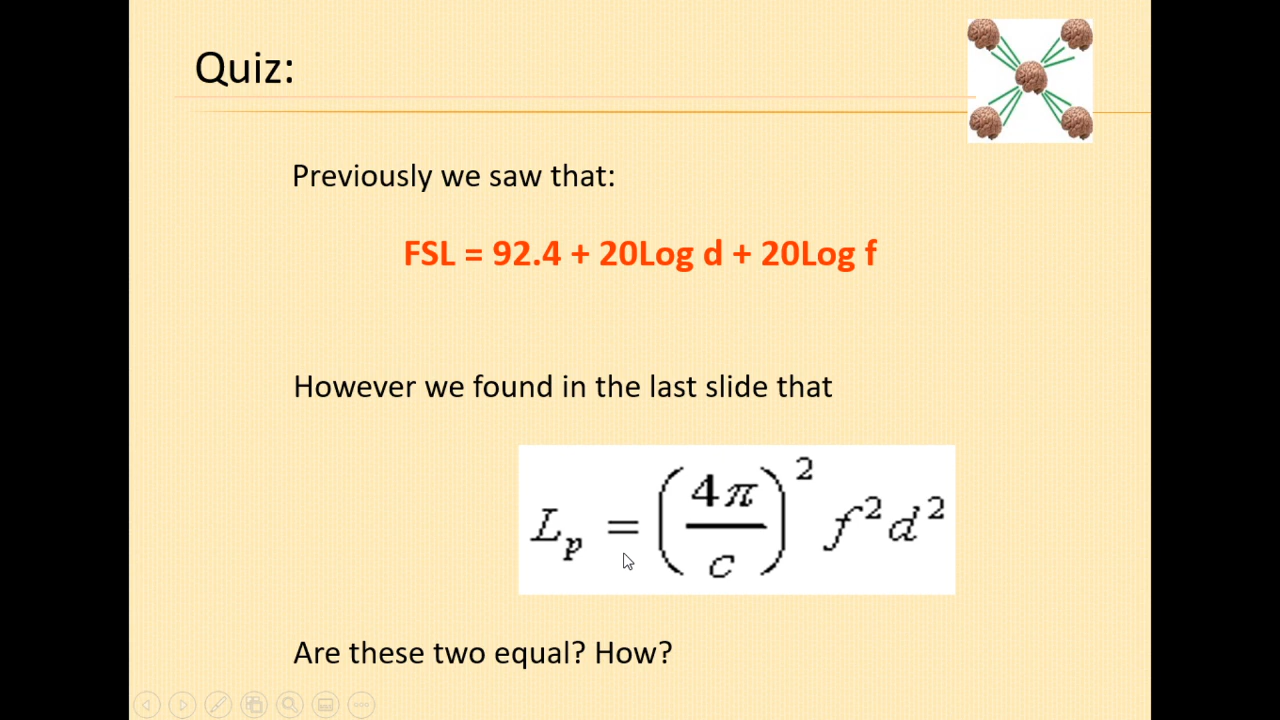 Quiz:
Previously we saw that:
FSL = 92.4 + 20Log d + 20Log f
However we found in the last slide that
L_p = (4π/c)² f² d²
Are these two equal? How?